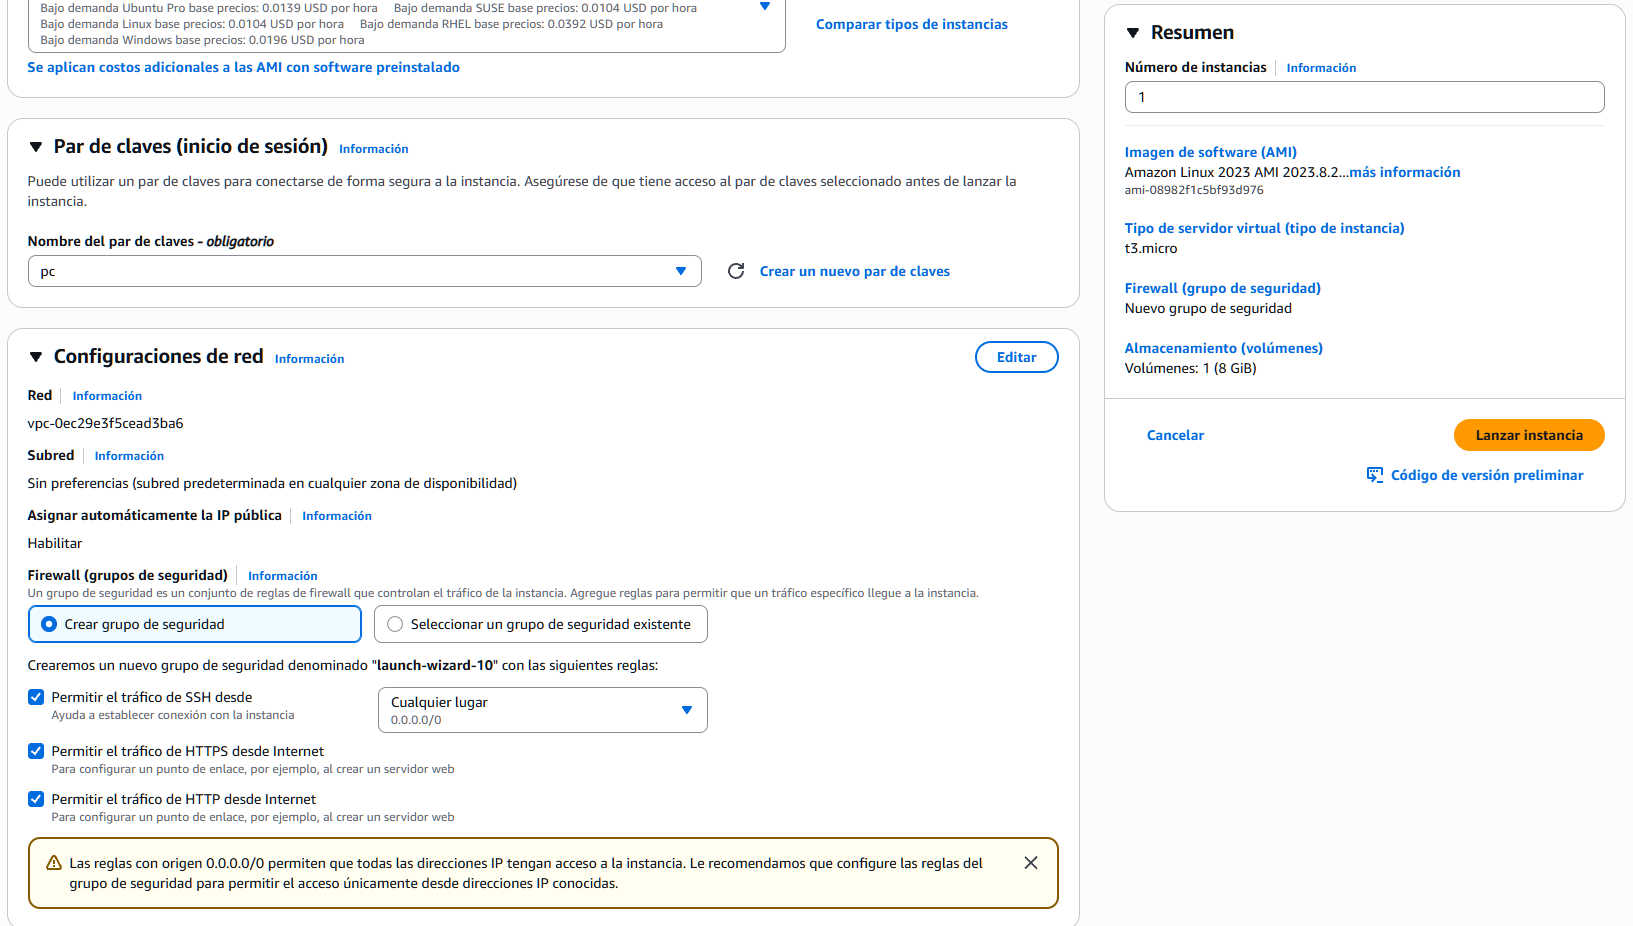 Bajo demanda Ubuntu Pro base precios: 0.0139 USD por hora Bajo demanda SUSE base precios: 0.0104 USD por hora
Bajo demanda Linux base precios: 0.0104 USD por hora Bajo demanda RHEL base precios: 0.0392 USD por hora
Bajo demanda Windows base precios: 0.0196 USD por hora
Comparar tipos de instancias
Se aplican costos adicionales a las AMI con software preinstalado
Par de claves (inicio de sesión) Información
Puede utilizar un par de claves para conectarse de forma segura a la instancia. Asegúrese de que tiene acceso al par de claves seleccionado antes de lanzar la
instancia.
Nombre del par de claves - obligatorio
pc
Crear un nuevo par de claves
Configuraciones de red Información
Editar
Red Información
vpc-0ec29e3f5cead3ba6
Subred Información
Sin preferencias (subred predeterminada en cualquier zona de disponibilidad)
Asignar automáticamente la IP pública Información
Habilitar
Firewall (grupos de seguridad) Información
Un grupo de seguridad es un conjunto de reglas de firewall que controlan el tráfico de la instancia. Agregue reglas para permitir que un tráfico específico llegue a la instancia.
Crear grupo de seguridad
Seleccionar un grupo de seguridad existente
Crearemos un nuevo grupo de seguridad denominado "launch-wizard-10" con las siguientes reglas:
Permitir el tráfico de SSH desde
Ayuda a establecer conexión con la instancia
Cualquier lugar
0.0.0.0/0
Permitir el tráfico de HTTPS desde Internet
Para configurar un punto de enlace, por ejemplo, al crear un servidor web
Permitir el tráfico de HTTP desde Internet
Para configurar un punto de enlace, por ejemplo, al crear un servidor web
Las reglas con origen 0.0.0.0/0 permiten que todas las direcciones IP tengan acceso a la instancia. Le recomendamos que configure las reglas del
grupo de seguridad para permitir el acceso únicamente desde direcciones IP conocidas.
Resumen
Número de instancias Información
1
Imagen de software (AMI)
Amazon Linux 2023 AMI 2023.8.2...más información
ami-08982f1c5bf93d976
Tipo de servidor virtual (tipo de instancia)
t3.micro
Firewall (grupo de seguridad)
Nuevo grupo de seguridad
Almacenamiento (volúmenes)
Volúmenes: 1 (8 GiB)
Cancelar
Lanzar instancia
Código de versión preliminar